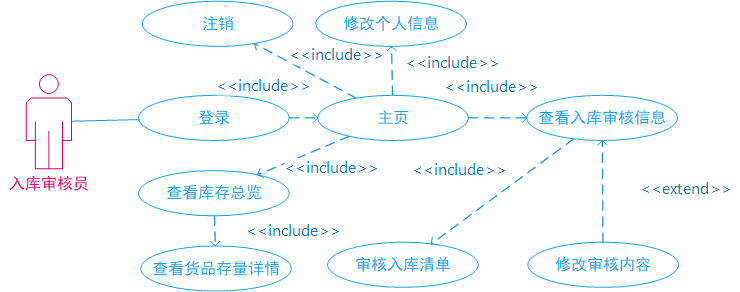 注销
修改个人信息
<<include>>
<<include>>
<<include>>
<<include>>
登录
主页
查看入库审核信息
入库审核员
<<include>>
<<include>>
查看库存总览
<<extend>>
<<include>>
查看货品存量详情
审核入库清单
修改审核内容